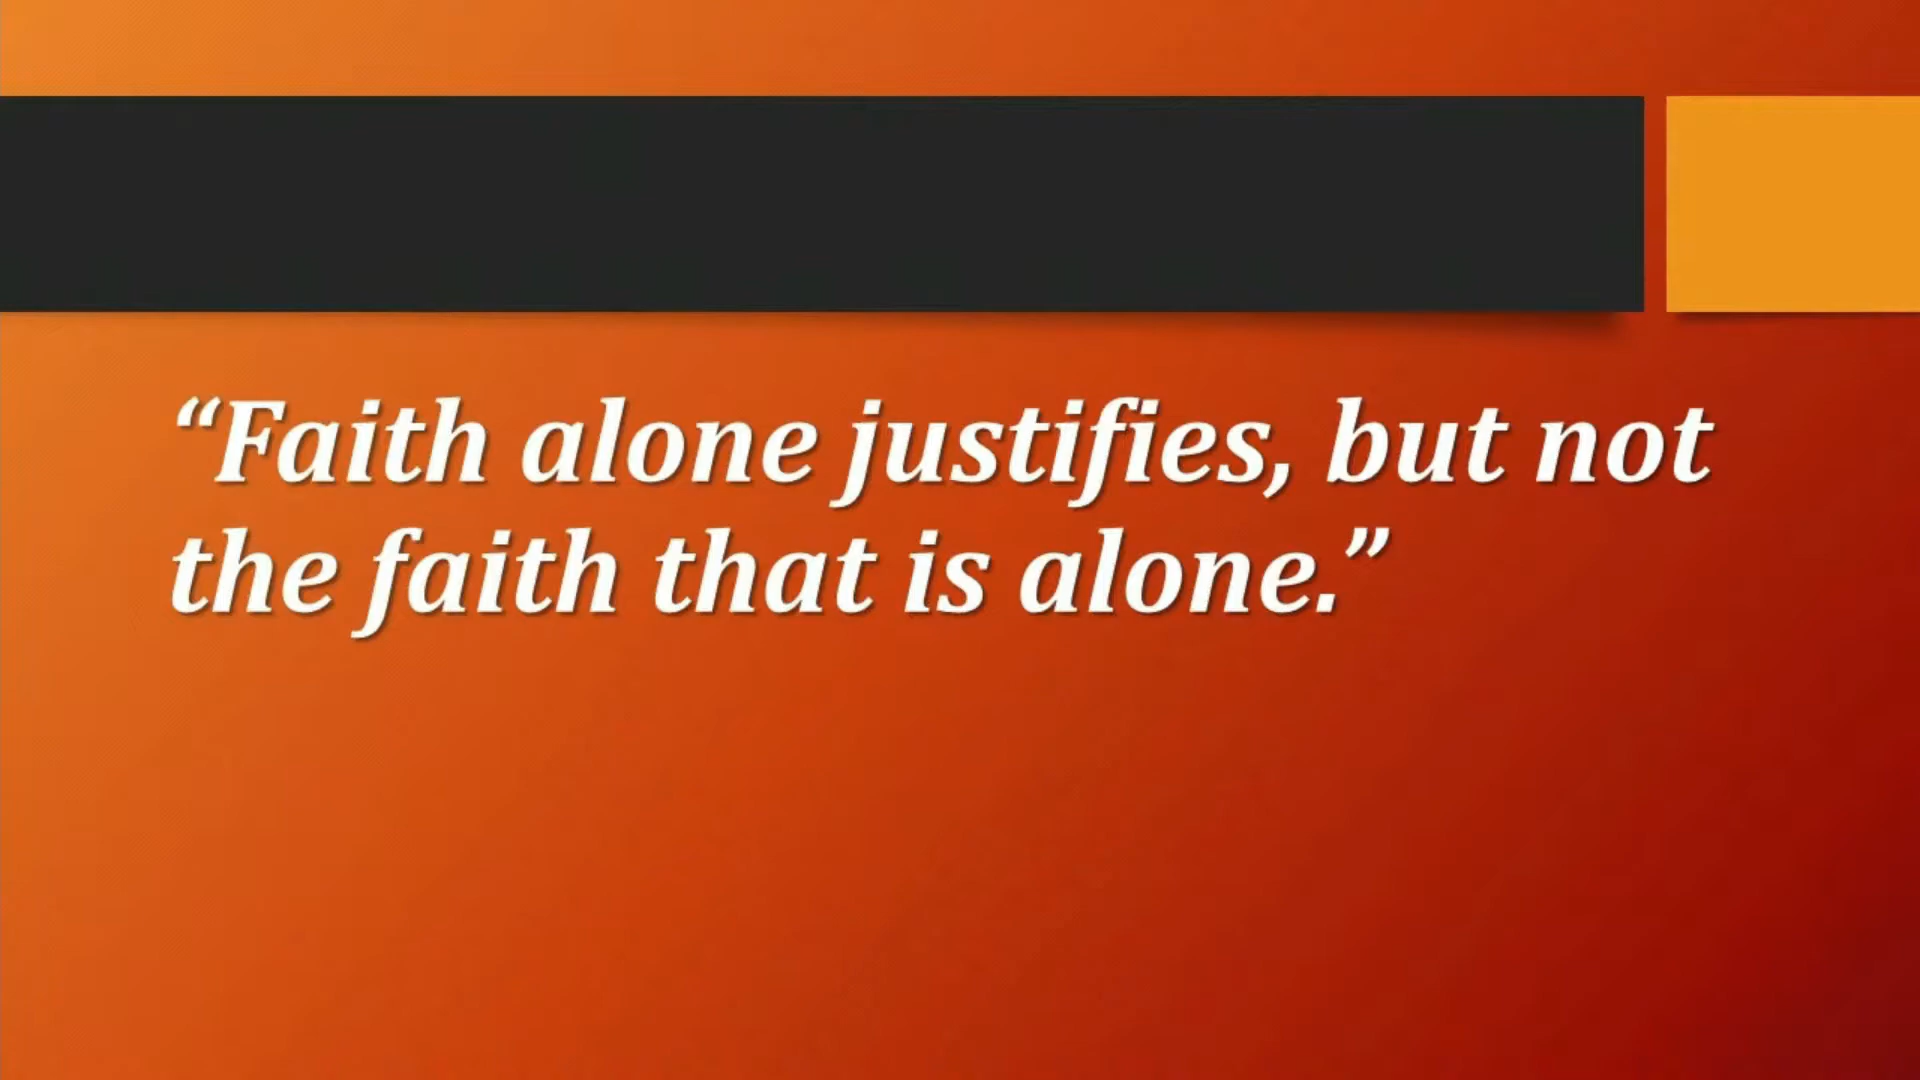 “Faith alone justifies, but not
the faith that is alone.”